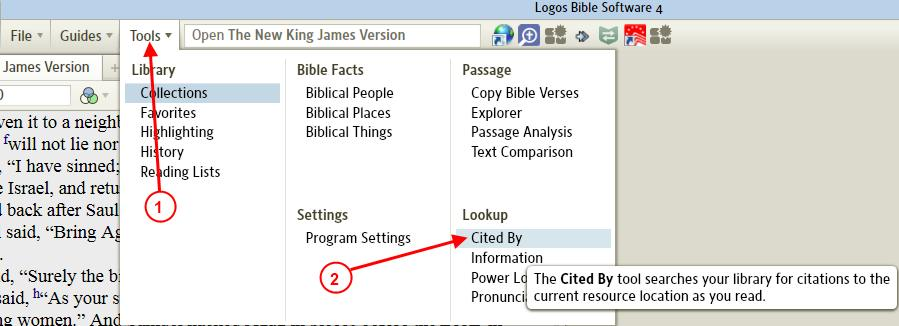 Logos Bible Software 4
File Guides Tools Open The New King James Version
James Version
Library
Collections
Favorites
Highlighting
History
Reading Lists
Bible Facts
Biblical People
Biblical Places
Biblical Things
Passage
Copy Bible Verses
Explorer
Passage Analysis
Text Comparison
Settings
Program Settings
Lookup
Cited By
Information
Power Lo
Pronuncia
The Cited By tool searches your library for citations to the
current resource location as you read.
1
2
0
ven it to a neighb
f will not lie nor
, “I have sinned;
e Israel, and retu
d back after Saul
l said, “Bring Ag
.
d, “Surely the b
said, h“As your s
ng women.” And